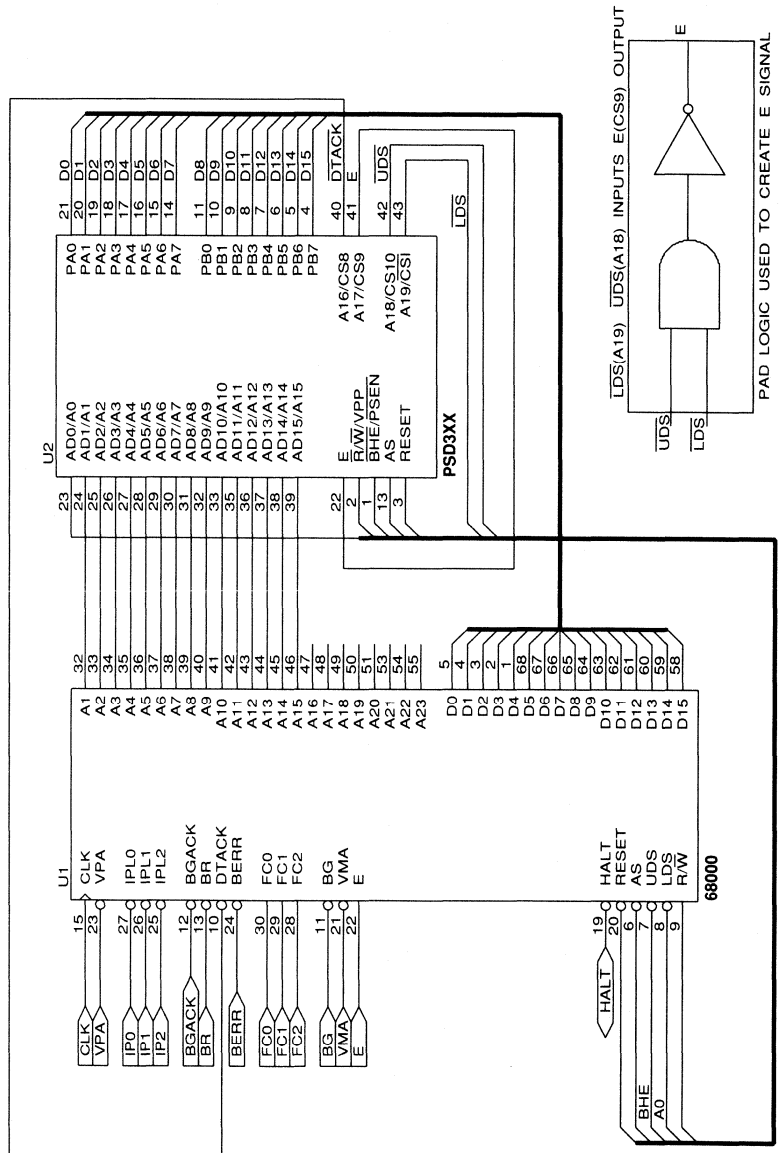 U1
CLK 15 CLK
VPA 23 VPA
IP0 27 IPL0
IP1 26 IPL1
IP2 25 IPL2
BGACK 12 BGACK
BR 13 BR
10 DTACK
BERR 24 BERR
FC0 30 FC0
FC1 29 FC1
FC2 28 FC2
BG 11 BG
VMA 21 VMA
E 22 E
HALT 19 HALT
20 RESET
6 AS
BHE 7 UDS
A0 8 LDS
9 R/W
A1 32
A2 33
A3 34
A4 35
A5 36
A6 37
A7 38
A8 39
A9 40
A10 41
A11 42
A12 43
A13 44
A14 45
A15 46
A16 47
A17 48
A18 49
A19 50
A20 51
A21 53
A22 54
A23 55
D0 5
D1 4
D2 3
D3 2
D4 1
D5 68
D6 67
D7 66
D8 65
D9 64
D10 63
D11 62
D12 61
D13 60
D14 59
D15 58
68000
U2
23 AD0/A0
24 AD1/A1
25 AD2/A2
26 AD3/A3
27 AD4/A4
28 AD5/A5
29 AD6/A6
30 AD7/A7
31 AD8/A8
32 AD9/A9
33 AD10/A10
35 AD11/A11
36 AD12/A12
37 AD13/A13
38 AD14/A14
39 AD15/A15
22 E
2 R/W/VPP
1 BHE/PSEN
13 AS
3 RESET
PA0 21 D0
PA1 20 D1
PA2 19 D2
PA3 18 D3
PA4 17 D4
PA5 16 D5
PA6 15 D6
PA7 14 D7
PB0 11 D8
PB1 10 D9
PB2 9 D10
PB3 8 D11
PB4 7 D12
PB5 6 D13
PB6 5 D14
PB7 4 D15
A16/CS8 40 DTACK
A17/CS9 41 E
A18/CS10 42 UDS
A19/CSI 43
LDS
PSD3XX
LDS(A19) UDS(A18) INPUTS E(CS9) OUTPUT
UDS
LDS
E
PAD LOGIC USED TO CREATE E SIGNAL